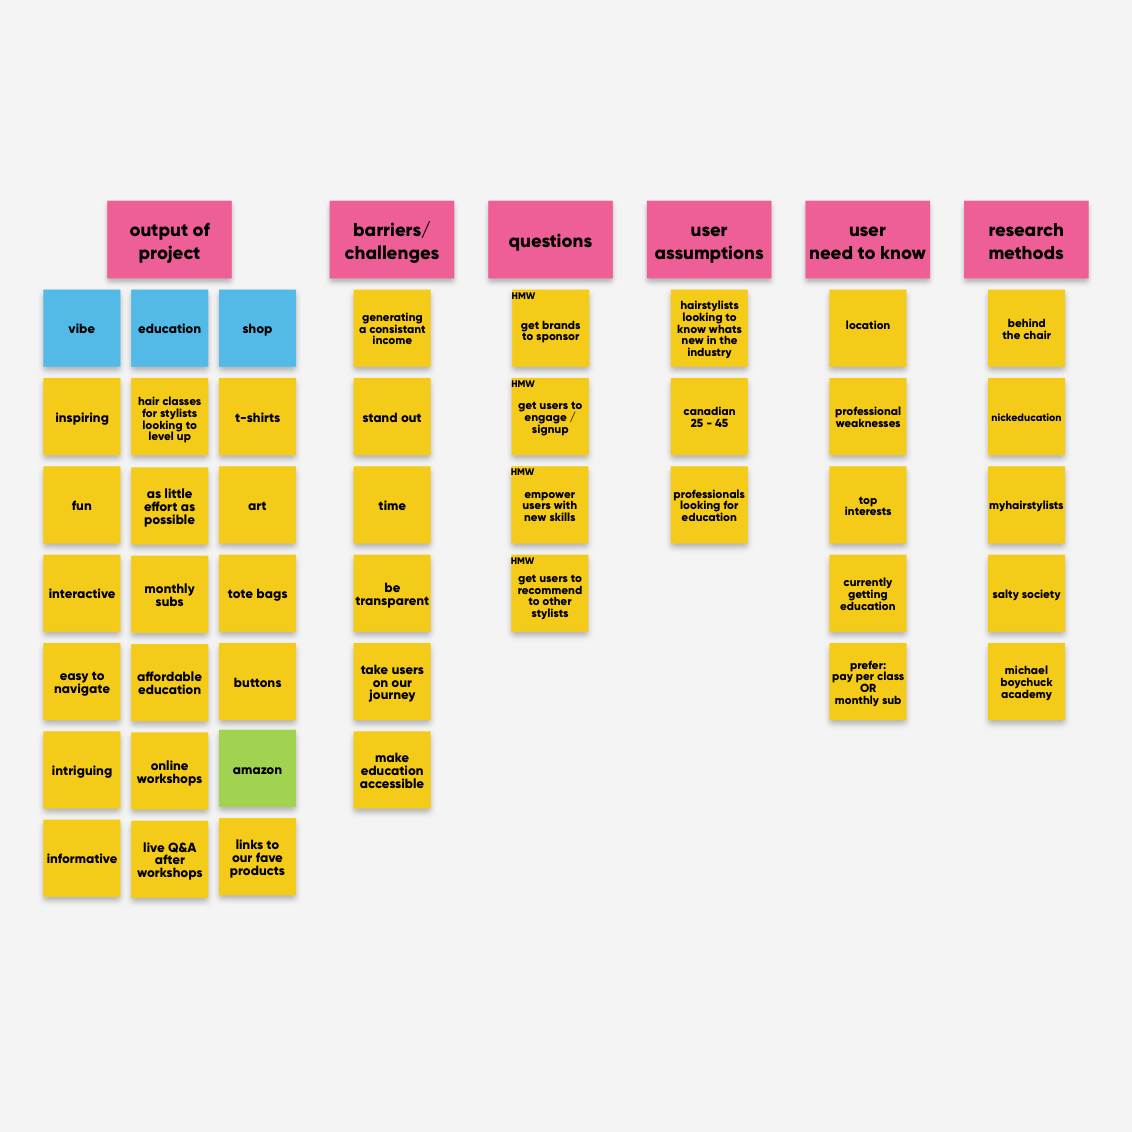 output of
project
vibe
education
shop
inspiring
hair classes
for stylists
looking to
level up
t-shirts
fun
as little
effort as
possible
art
interactive
monthly
subs
tote bags
easy to
navigate
affordable
education
buttons
intriguing
online
workshops
amazon
informative
live Q&A
after
workshops
links to
our fave
products
barriers/
challenges
generating
a consistant
income
stand out
time
be
transparent
take users
on our
journey
make
education
accessible
questions
HMW
get brands
to sponsor
HMW
get users to
engage /
signup
HMW
empower
users with
new skills
HMW
get users to
recommend
to other
stylists
user
assumptions
hairstylists
looking to
know whats
new in the
industry
canadian
25 - 45
professionals
looking for
education
user
need to know
location
professional
weaknesses
top
interests
currently
getting
education
prefer:
pay per class
OR
monthly sub
research
methods
behind
the chair
nickeducation
myhairstylists
salty society
michael
boychuck
academy